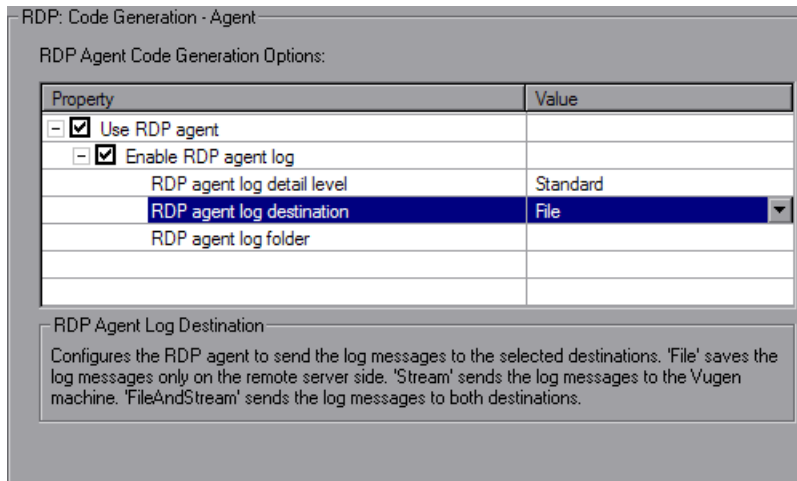 RDP: Code Generation - Agent
RDP Agent Code Generation Options:
Property Value
Use RDP agent
Enable RDP agent log
RDP agent log detail level Standard
RDP agent log destination File
RDP agent log folder
RDP Agent Log Destination
Configures the RDP agent to send the log messages to the selected destinations. 'File' saves the
log messages only on the remote server side. 'Stream' sends the log messages to the Vugen
machine. 'FileAndStream' sends the log messages to both destinations.